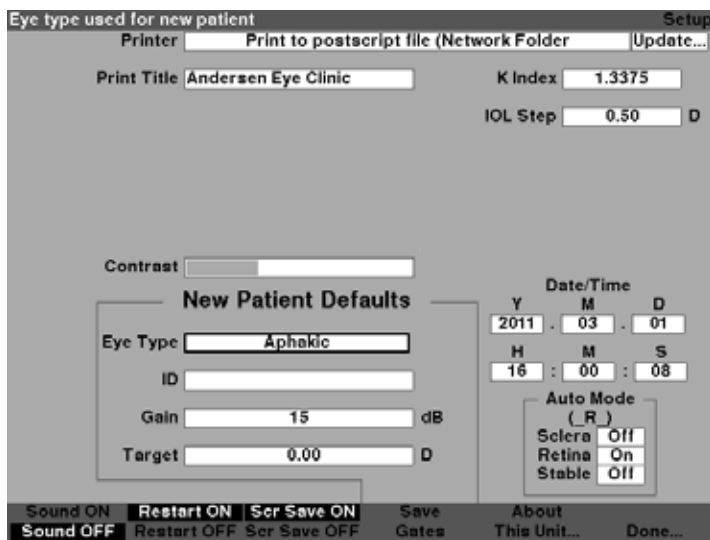 Eye type used for new patient Setup
Printer Print to postscript file (Network Folder Update...
Print Title Andersen Eye Clinic K Index 1.3375
IOL Step 0.50 D
Contrast
Date/Time
New Patient Defaults Y M D
2011 . 03 . 01
Eye Type Aphakic H M S
16 : 00 : 08
ID
Auto Mode
Gain 15 dB (_R_)
Sclera Off
Target 0.00 D Retina On
Stable Off
Sound ON Restart ON Scr Save ON Save About
Sound OFF Restart OFF Scr Save OFF Gates This Unit... Done...